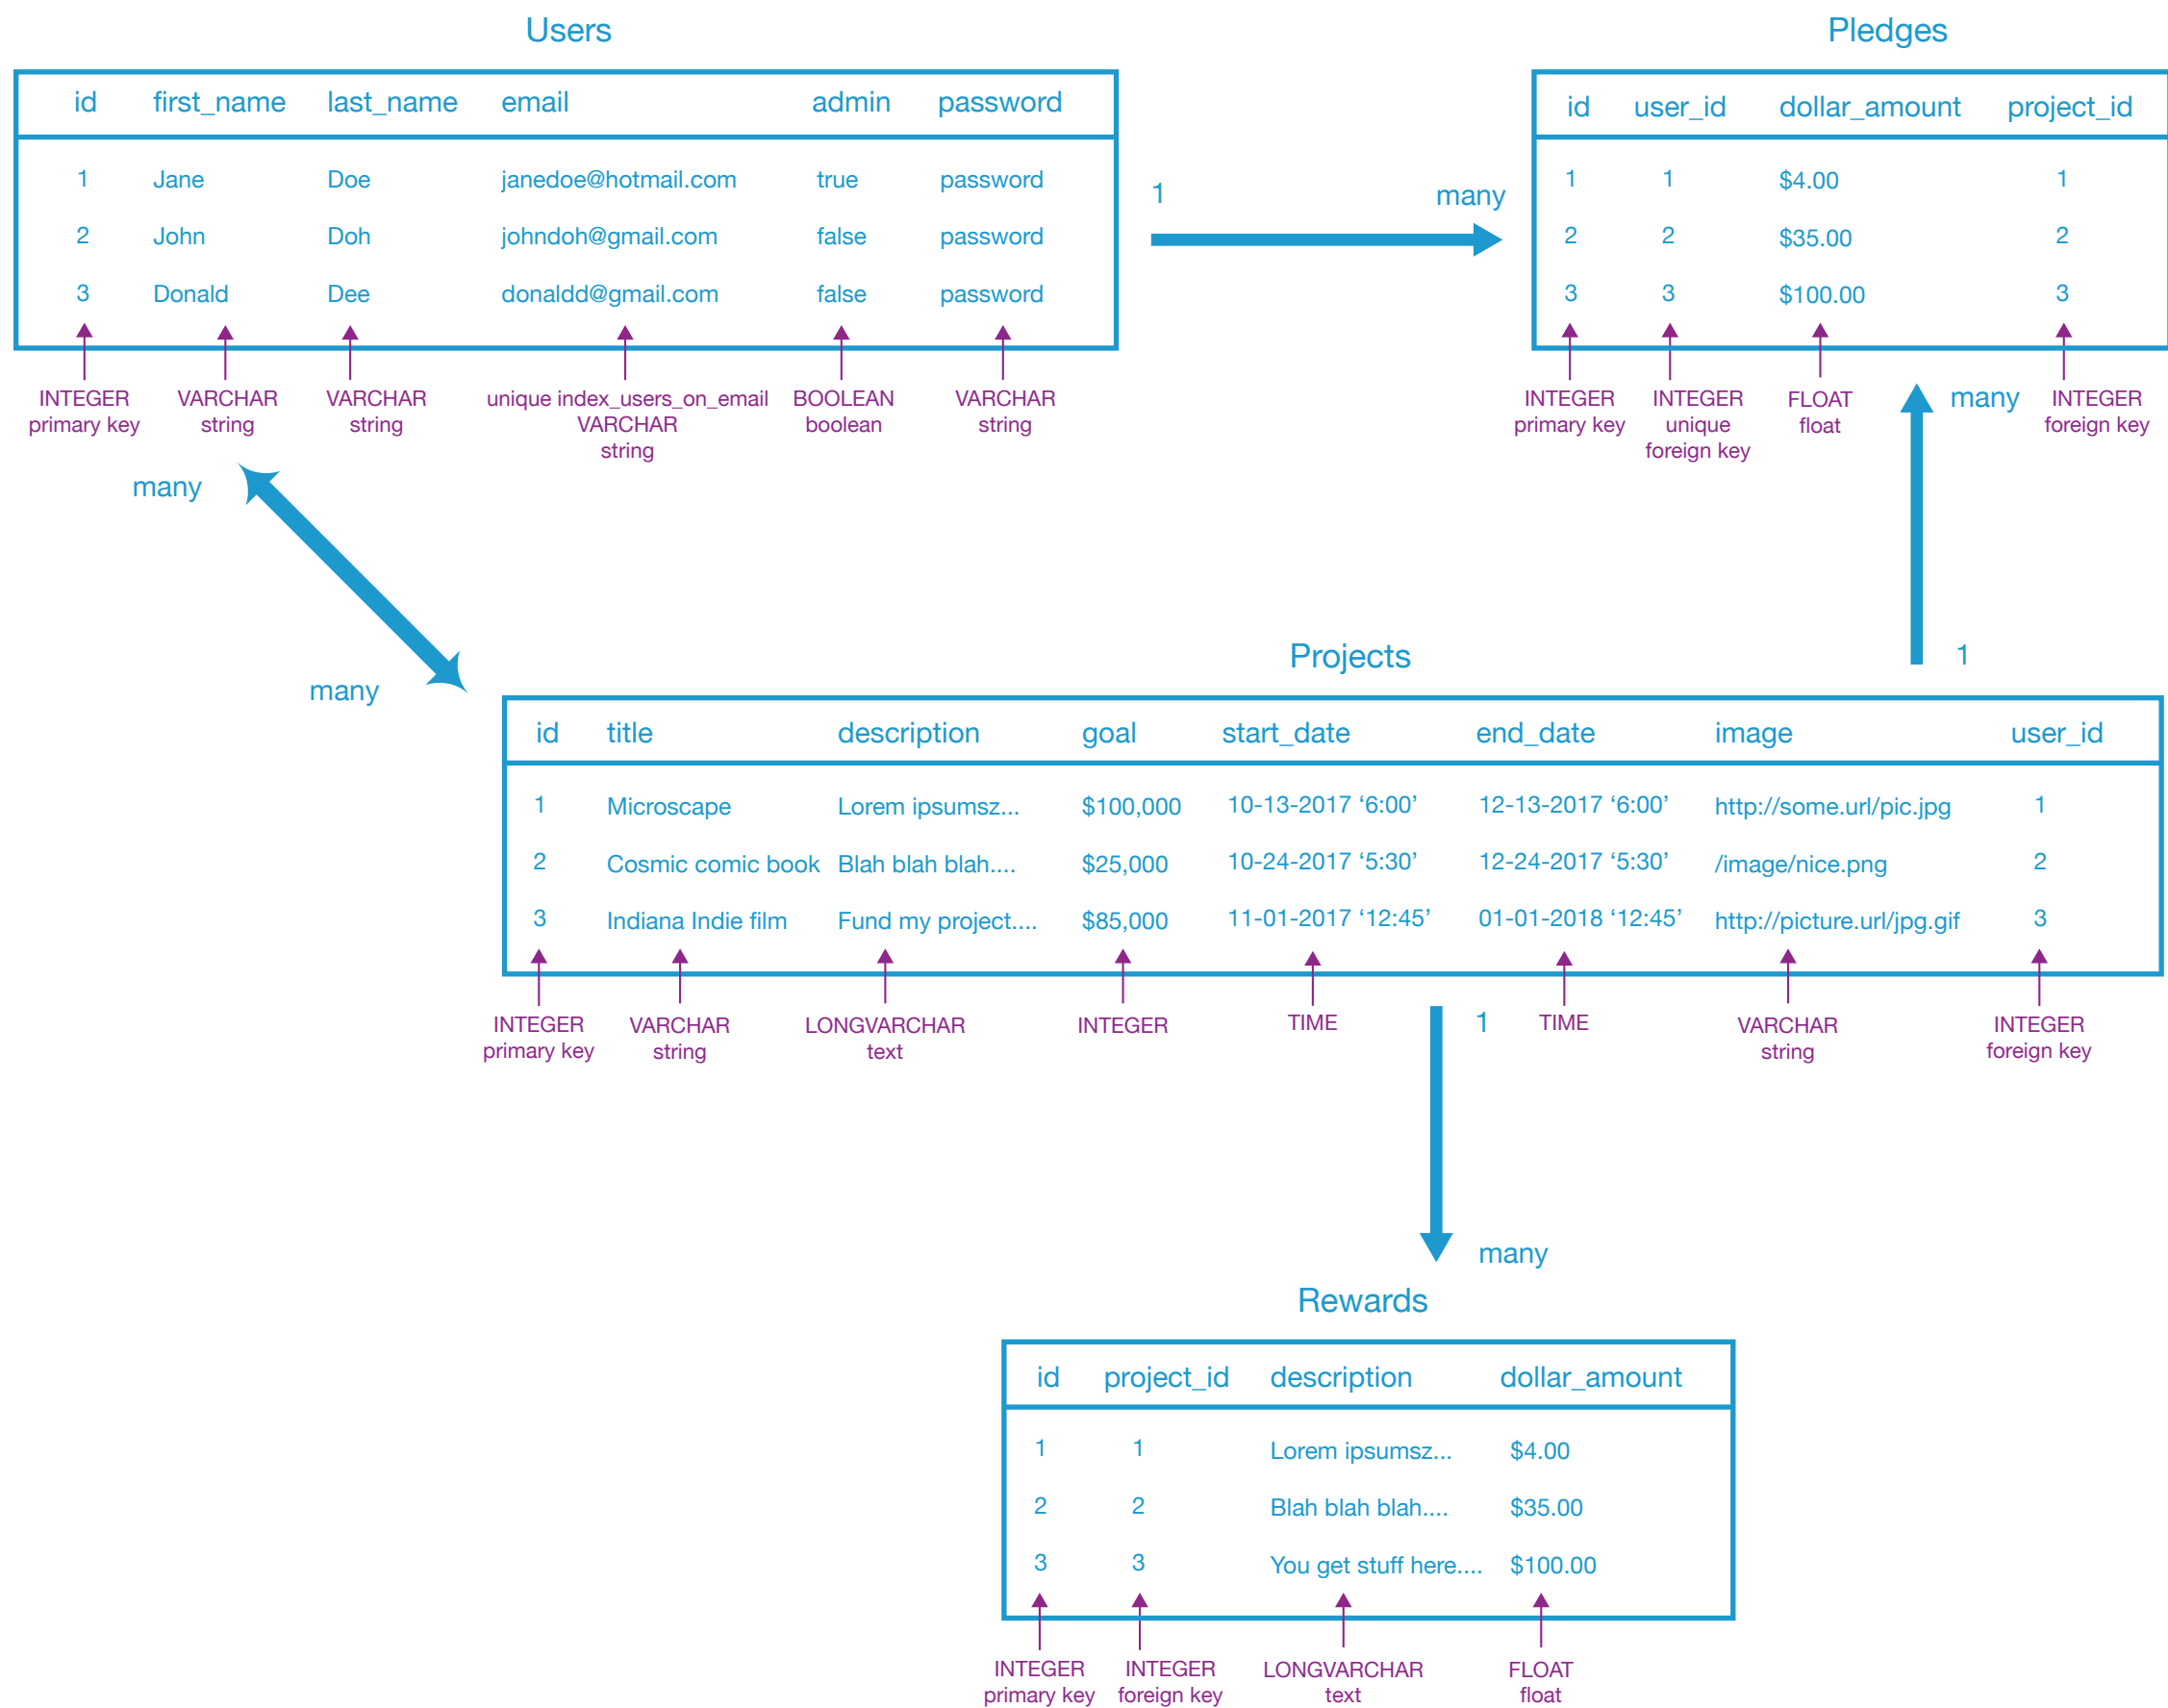 Users
id first_name last_name email admin password
1 Jane Doe janedoe@hotmail.com true password
2 John Doh johndoh@gmail.com false password
3 Donald Dee donaldd@gmail.com false password
INTEGER
primary key
VARCHAR
string
VARCHAR
string
unique index_users_on_email
VARCHAR
string
BOOLEAN
boolean
VARCHAR
string
1 many
Pledges
id user_id dollar_amount project_id
1 1 $4.00 1
2 2 $35.00 2
3 3 $100.00 3
INTEGER
primary key
INTEGER
unique
foreign key
FLOAT
float
many
INTEGER
foreign key
many
many
1
Projects
id title description goal start_date end_date image user_id
1 Microscape Lorem ipsumsz... $100,000 10-13-2017 ‘6:00’ 12-13-2017 ‘6:00’ http://some.url/pic.jpg 1
2 Cosmic comic book Blah blah blah.... $25,000 10-24-2017 ‘5:30’ 12-24-2017 ‘5:30’ /image/nice.png 2
3 Indiana Indie film Fund my project.... $85,000 11-01-2017 ‘12:45’ 01-01-2018 ‘12:45’ http://picture.url/jpg.gif 3
INTEGER
primary key
VARCHAR
string
LONGVARCHAR
text
INTEGER
TIME
1
TIME
VARCHAR
string
INTEGER
foreign key
many
Rewards
id project_id description dollar_amount
1 1 Lorem ipsumsz... $4.00
2 2 Blah blah blah.... $35.00
3 3 You get stuff here.... $100.00
INTEGER
primary key
INTEGER
foreign key
LONGVARCHAR
text
FLOAT
float